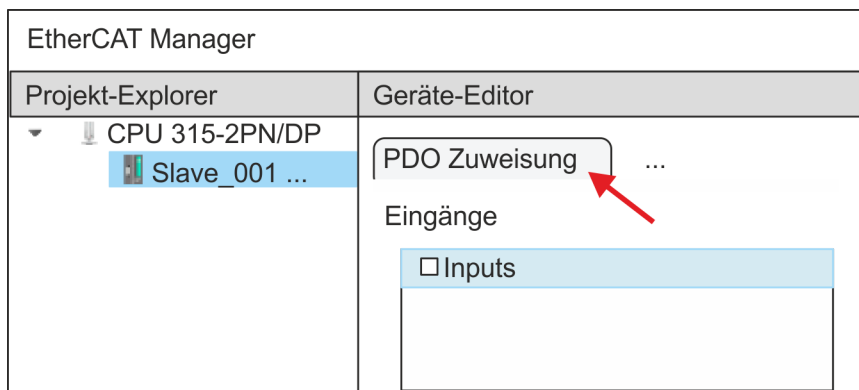 EtherCAT Manager
Projekt-Explorer
Geräte-Editor
CPU 315-2PN/DP
Slave_001 ...
PDO Zuweisung
...
Eingänge
Inputs